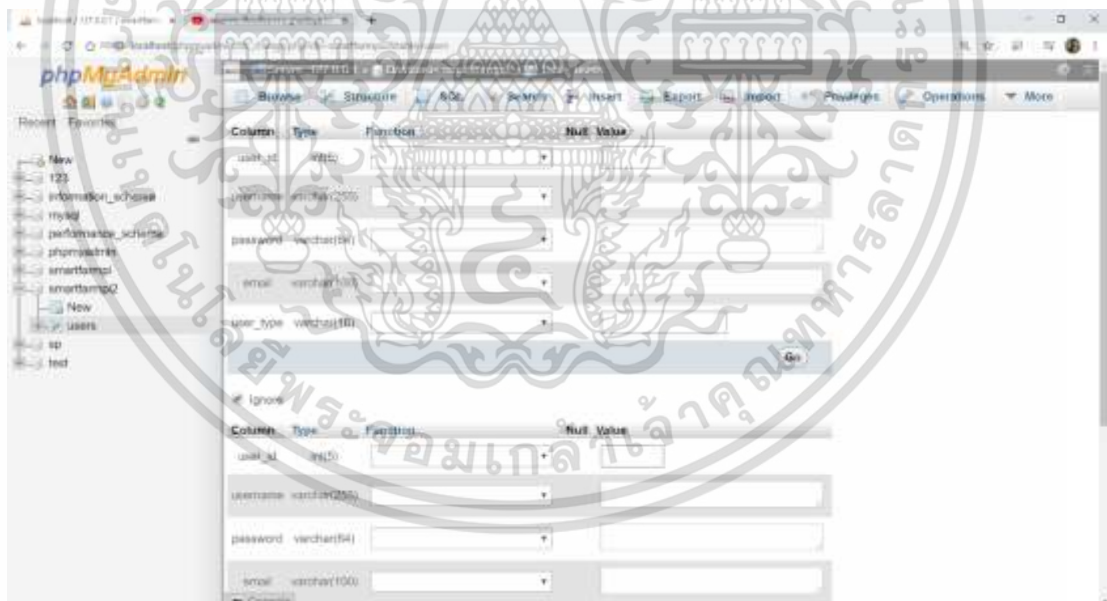 phpMyAdmin
Recent Favorites
New
123
information_schema
mysql
performance_schema
phpmyadmin
smartfarmpi
smartfarmpi2
New
users
sp
test
Browse Structure SQL Search Insert Export Import Privileges Operations More
Column Type Function Null Value
user_id int(5)
username varchar(255)
password varchar(64)
email varchar(100)
user_type varchar(10)
Go
Ignore
Column Type Function Null Value
user_id int(5)
username varchar(255)
password varchar(64)
email varchar(100)
Console